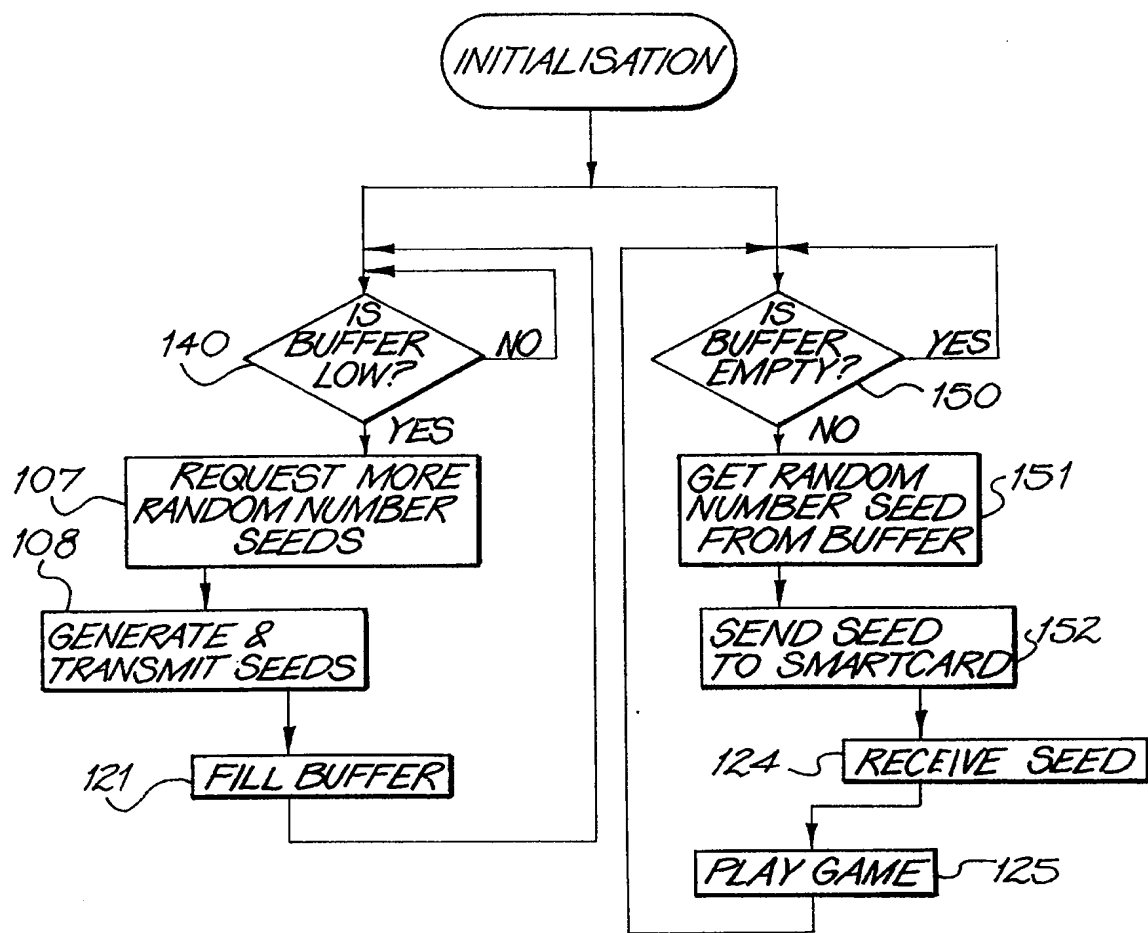 INITIALISATION
IS
BUFFER
LOW?
140
NO
YES
REQUEST MORE
RANDOM NUMBER
SEEDS
107
108
GENERATE &
TRANSMIT SEEDS
121
FILL BUFFER
IS
BUFFER
EMPTY?
YES
150
NO
GET RANDOM
NUMBER SEED
FROM BUFFER
151
SEND SEED
TO SMARTCARD
152
124
RECEIVE SEED
PLAY GAME
125